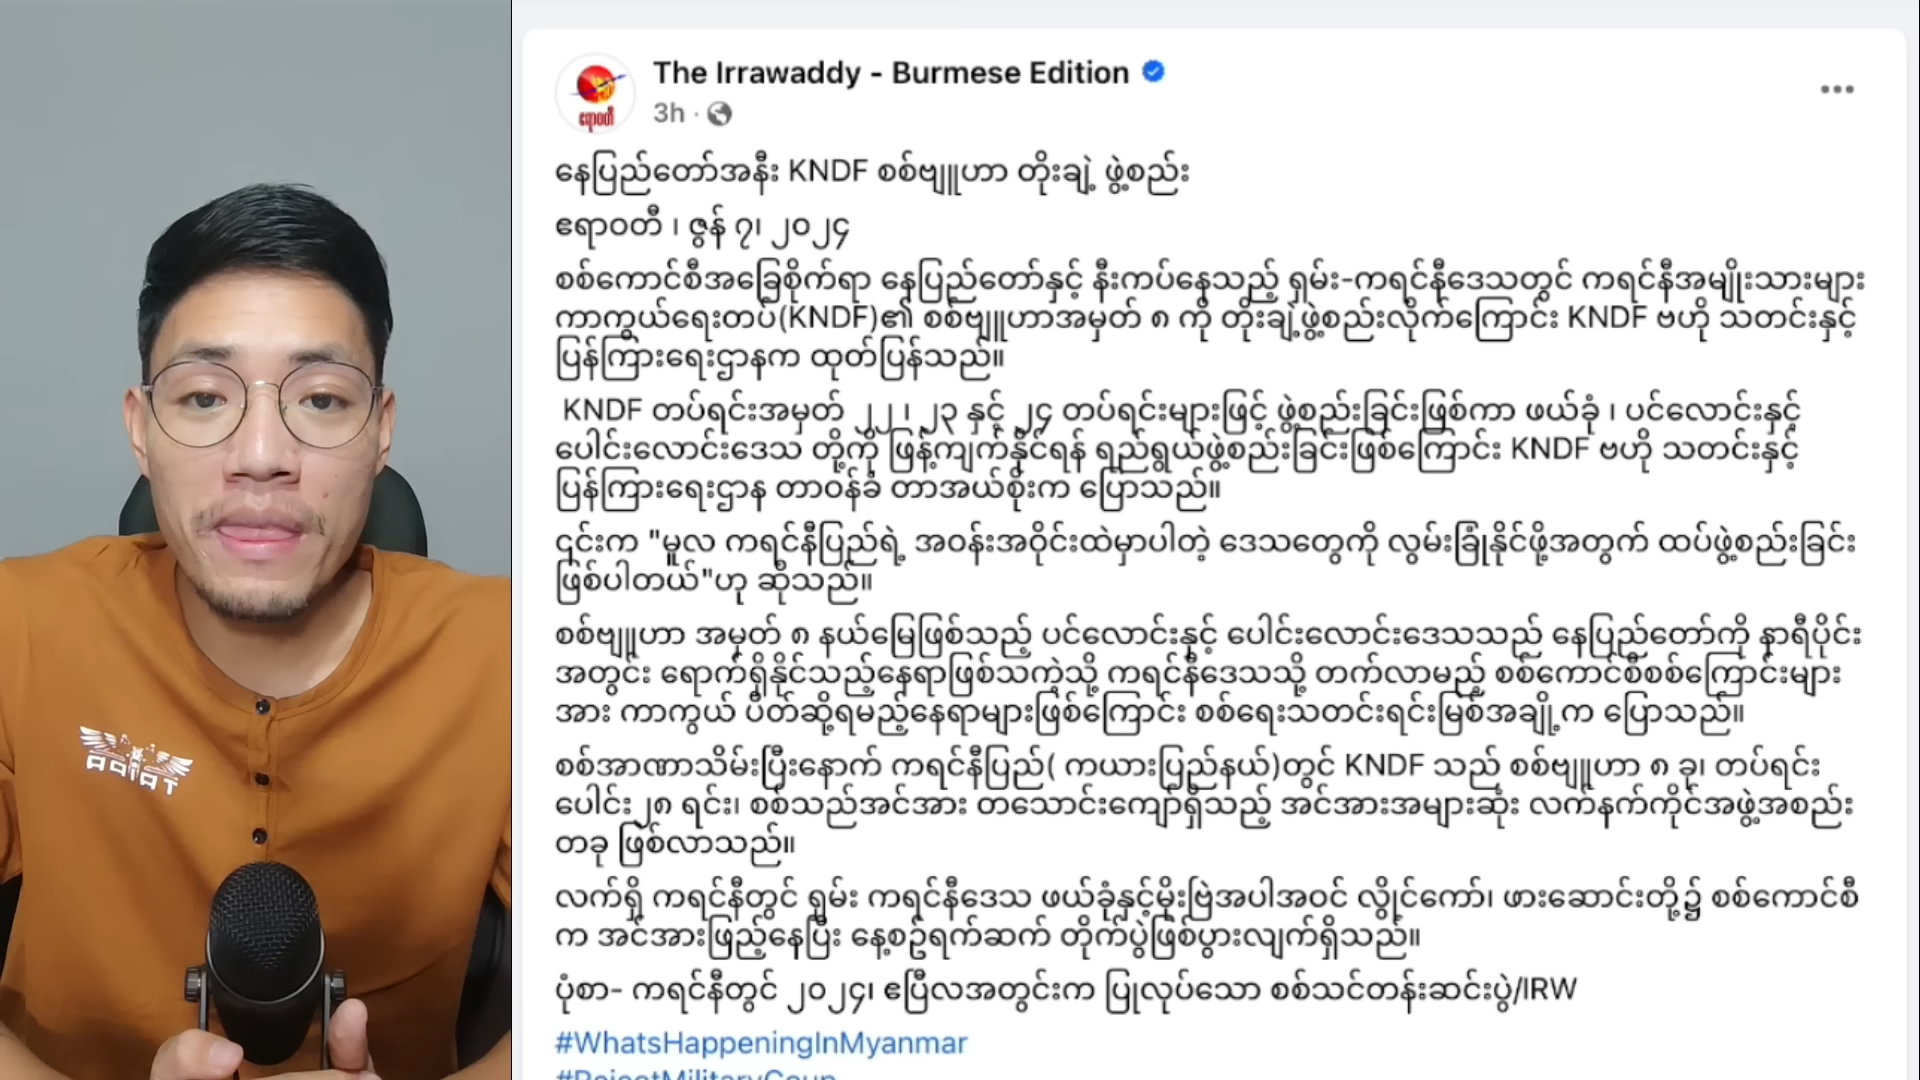 The Irrawaddy - Burmese Edition
ဧရာဝတီ
3h ·
နေပြည်တော်အနီး KNDF စစ်ဗျူဟာ တိုးချဲ့ ဖွဲ့စည်း
ဧရာဝတီ ၊ ဇွန် ၇၊ ၂၀၂၄
စစ်ကောင်စီအခြေစိုက်ရာ နေပြည်တော်နှင့် နီးကပ်နေသည့် ရှမ်း-ကရင်နီဒေသတွင် ကရင်နီအမျိုးသားများ
ကာကွယ်ရေးတပ်(KNDF)၏ စစ်ဗျူဟာအမှတ် ၈ ကို တိုးချဲ့ဖွဲ့စည်းလိုက်ကြောင်း KNDF ဗဟို သတင်းနှင့်
ပြန်ကြားရေးဌာနက ထုတ်ပြန်သည်။
KNDF တပ်ရင်းအမှတ် ၂၂ ၊ ၂၃ နှင့် ၂၄ တပ်ရင်းများဖြင့် ဖွဲ့စည်းခြင်းဖြစ်ကာ ဖယ်ခုံ ၊ ပင်လောင်းနှင့်
ပေါင်းလောင်းဒေသ တို့ကို ဖြန့်ကျက်နိုင်ရန် ရည်ရွယ်ဖွဲ့စည်းခြင်းဖြစ်ကြောင်း KNDF ဗဟို သတင်းနှင့်
ပြန်ကြားရေးဌာန တာဝန်ခံ တာအယ်စိုးက ပြောသည်။
၎င်းက "မူလ ကရင်နီပြည်ရဲ့ အဝန်းအဝိုင်းထဲမှာပါတဲ့ ဒေသတွေကို လွှမ်းခြုံနိုင်ဖို့အတွက် ထပ်ဖွဲ့စည်းခြင်း
ဖြစ်ပါတယ်"ဟု ဆိုသည်။
စစ်ဗျူဟာ အမှတ် ၈ နယ်မြေဖြစ်သည့် ပင်လောင်းနှင့် ပေါင်းလောင်းဒေသသည် နေပြည်တော်ကို နာရီပိုင်း
အတွင်း ရောက်ရှိနိုင်သည့်နေရာဖြစ်သကဲ့သို့ ကရင်နီဒေသသို့ တက်လာမည့် စစ်ကောင်စီစစ်ကြောင်းများ
အား ကာကွယ် ပိတ်ဆို့ရမည့်နေရာများဖြစ်ကြောင်း စစ်ရေးသတင်းရင်းမြစ်အချို့က ပြောသည်။
စစ်အာဏာသိမ်းပြီးနောက် ကရင်နီပြည်( ကယားပြည်နယ်)တွင် KNDF သည် စစ်ဗျူဟာ ၈ ခု၊ တပ်ရင်း
ပေါင်း၂၈ ရင်း၊ စစ်သည်အင်အား တသောင်းကျော်ရှိသည့် အင်အားအများဆုံး လက်နက်ကိုင်အဖွဲ့အစည်း
တခု ဖြစ်လာသည်။
လက်ရှိ ကရင်နီတွင် ရှမ်း ကရင်နီဒေသ ဖယ်ခုံနှင့်မိုးဗြဲအပါအဝင် လွိုင်ကော်၊ ဖားဆောင်းတို့၌ စစ်ကောင်စီ
က အင်အားဖြည့်နေပြီး နေ့စဉ်ရက်ဆက် တိုက်ပွဲဖြစ်ပွားလျက်ရှိသည်။
ပုံစာ- ကရင်နီတွင် ၂၀၂၄၊ ဧပြီလအတွင်းက ပြုလုပ်သော စစ်သင်တန်းဆင်းပွဲ/IRW
#WhatsHappeningInMyanmar
#RejectMilitaryCoup